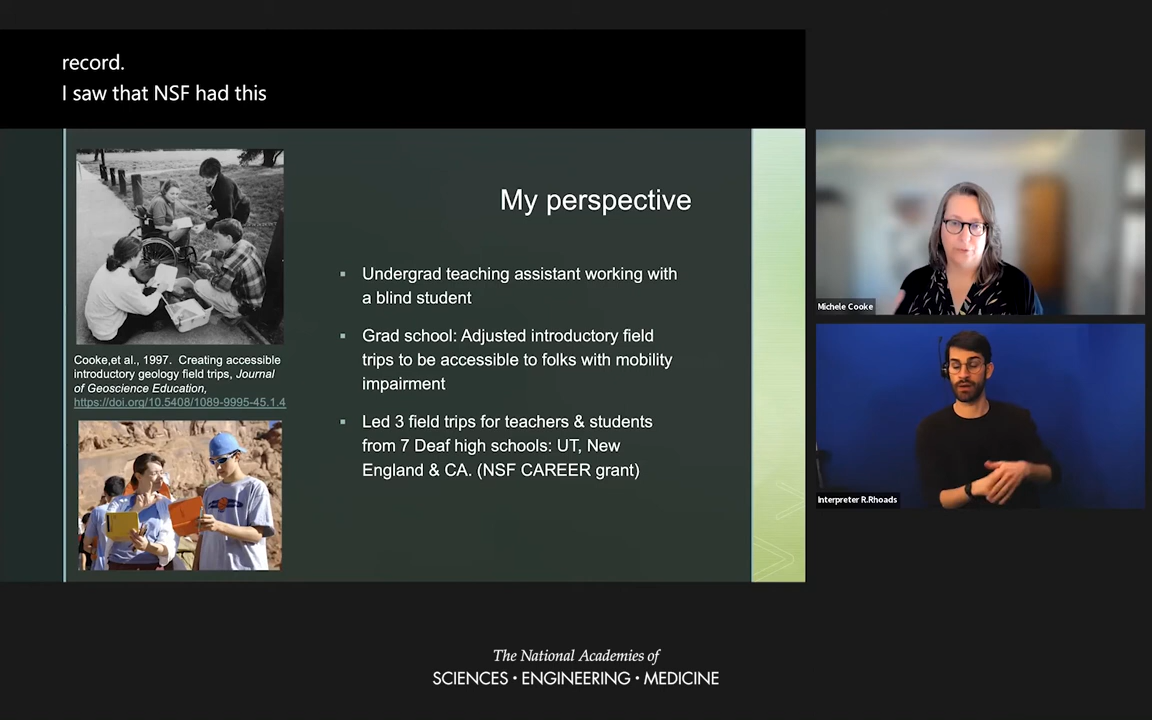 record.
I saw that NSF had this
My perspective
▪ Undergrad teaching assistant working with
a blind student
▪ Grad school: Adjusted introductory field
trips to be accessible to folks with mobility
impairment
▪ Led 3 field trips for teachers & students
from 7 Deaf high schools: UT, New
England & CA. (NSF CAREER grant)
Cooke,et al., 1997.  Creating accessible
introductory geology field trips, Journal
of Geoscience Education,
https://doi.org/10.5408/1089-9995-45.1.4
Michele Cooke
Interpreter R.Rhoads
The National Academies of
SCIENCES • ENGINEERING • MEDICINE